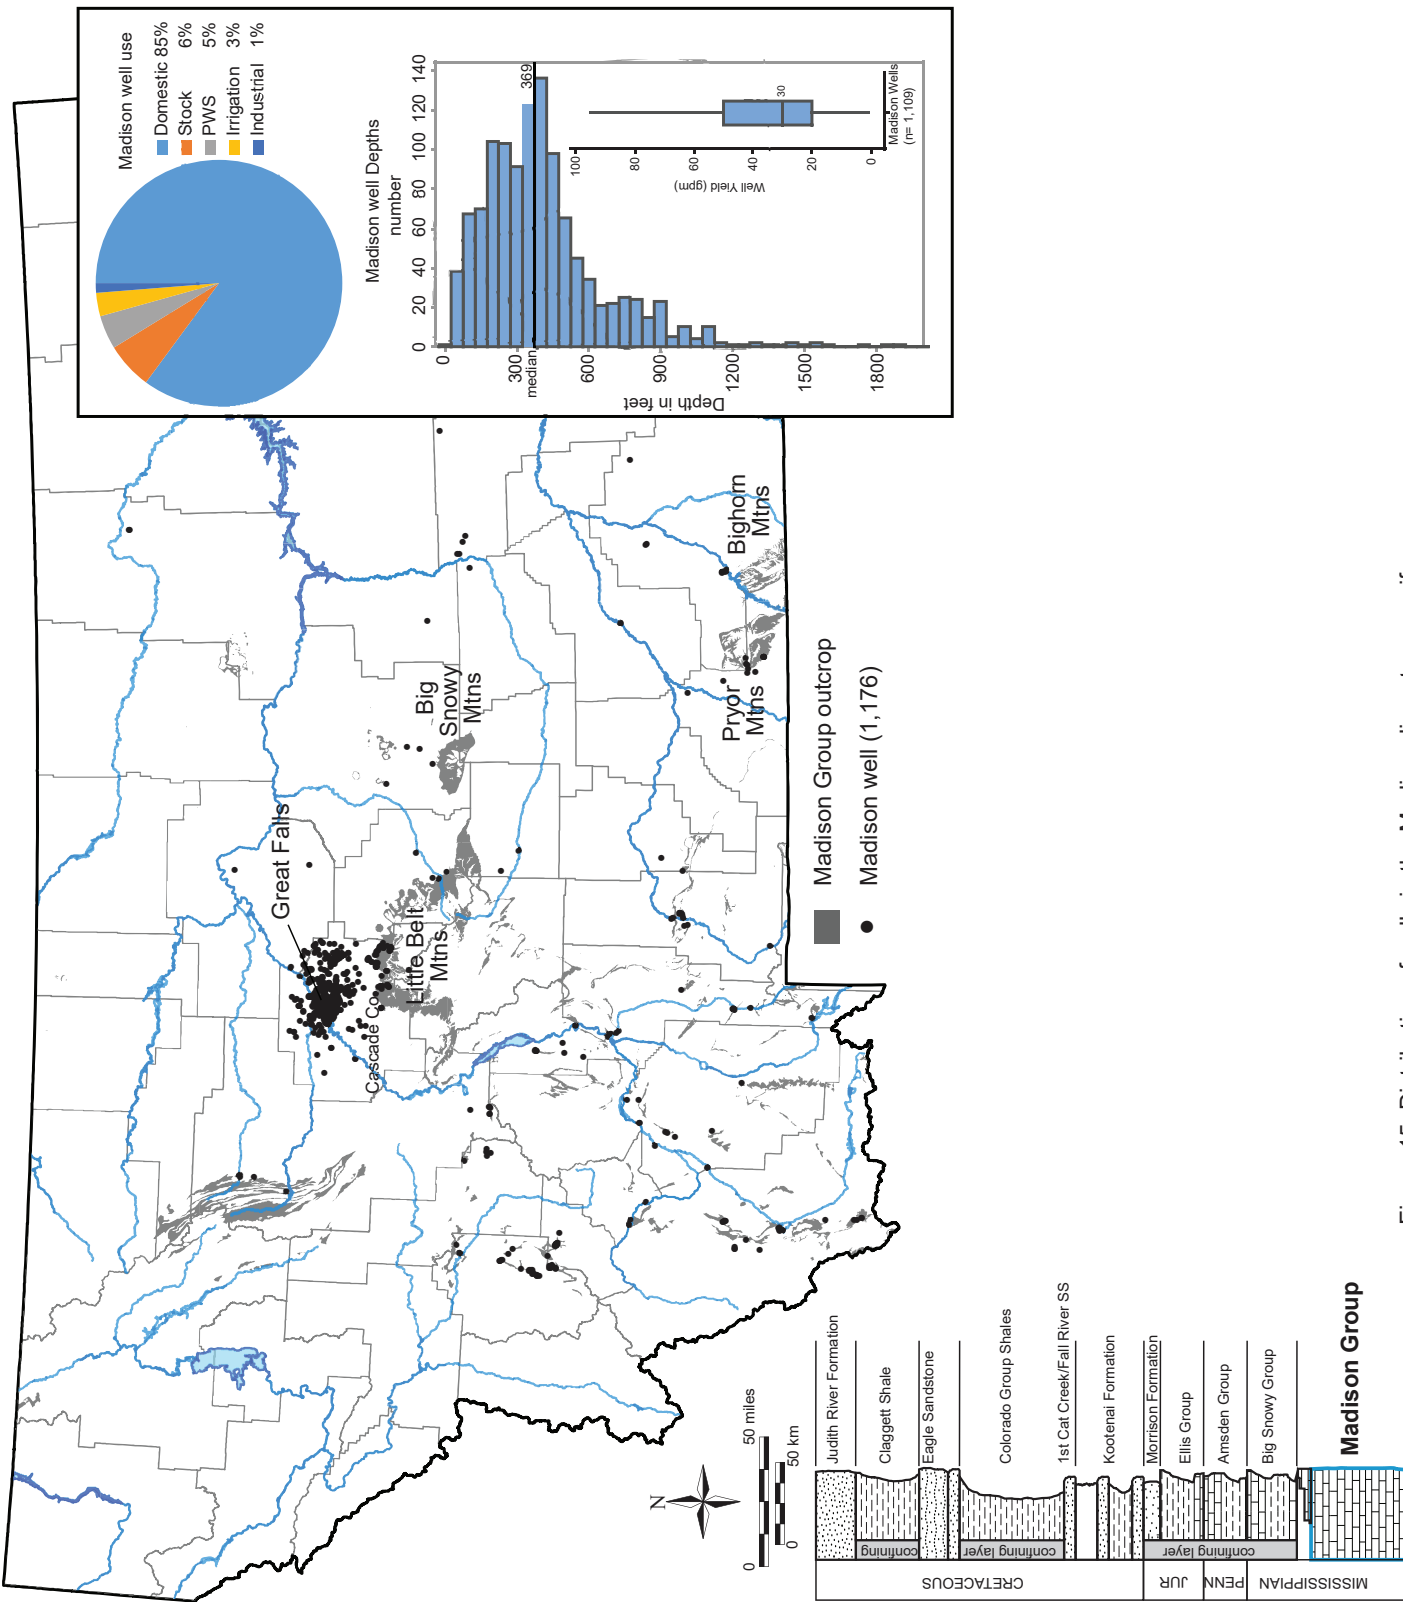 Madison well use
Domestic 85%
Stock 6%
PWS 5%
Irrigation 3%
Industrial 1%
Madison well Depths
number
0 20 40 60 80 100 120 140
369
median
0
300
600
900
1200
1500
1800
Depth in feet
100
80
60
40
20
0
Well Yield (gpm)
30
Madison Wells
(n= 1,109)
Great Falls
Cascade Co.
Little Belt
Mtns
Big
Snowy
Mtns
Pryor
Mtns
Bighorn
Mtns
Madison Group outcrop
Madison well (1,176)
N
0 50 miles
0 50 km
Judith River Formation
Claggett Shale
Eagle Sandstone
Colorado Group Shales
1st Cat Creek/Fall River SS
Kootenai Formation
Morrison Formation
Ellis Group
Amsden Group
Big Snowy Group
Madison Group
confining
confining layer
confining layer
CRETACEOUS
JUR
PENN
MISSISSIPPIAN